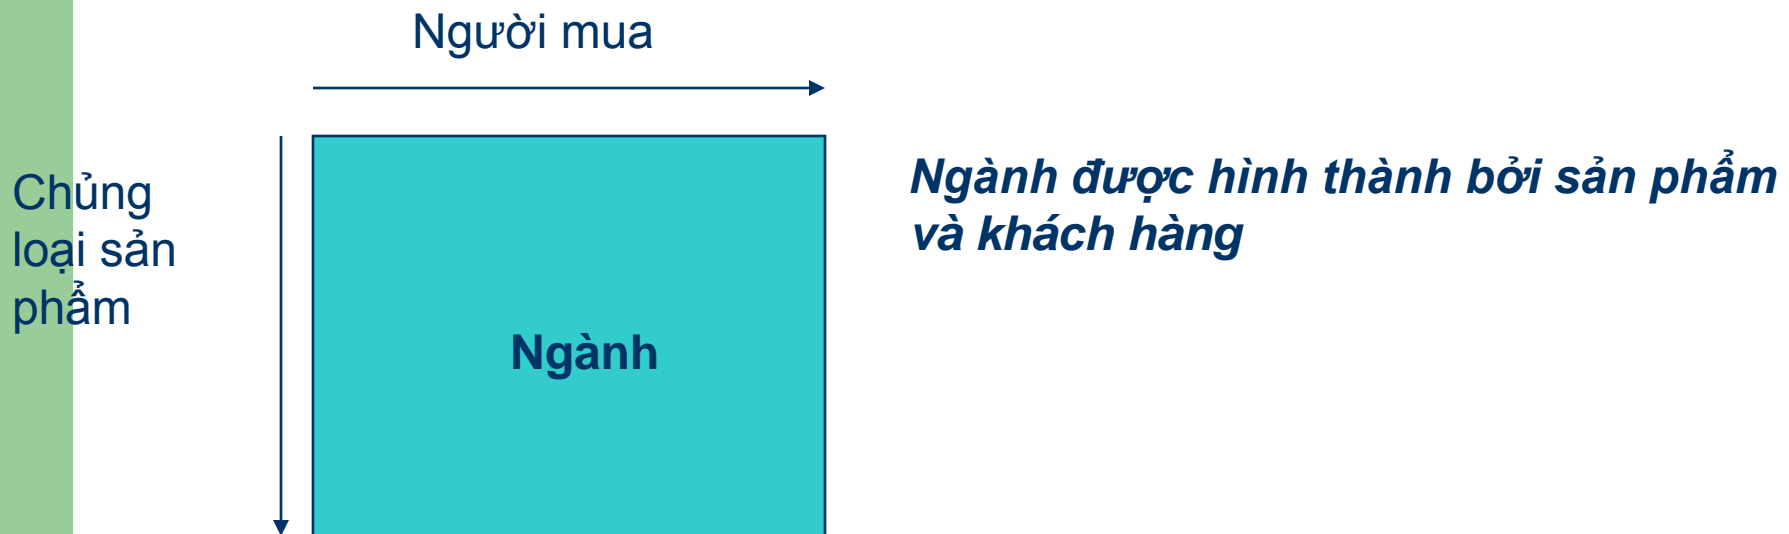 Người mua
Chủng
loại sản
phẩm
Ngành được hình thành bởi sản phẩm
và khách hàng
Ngành